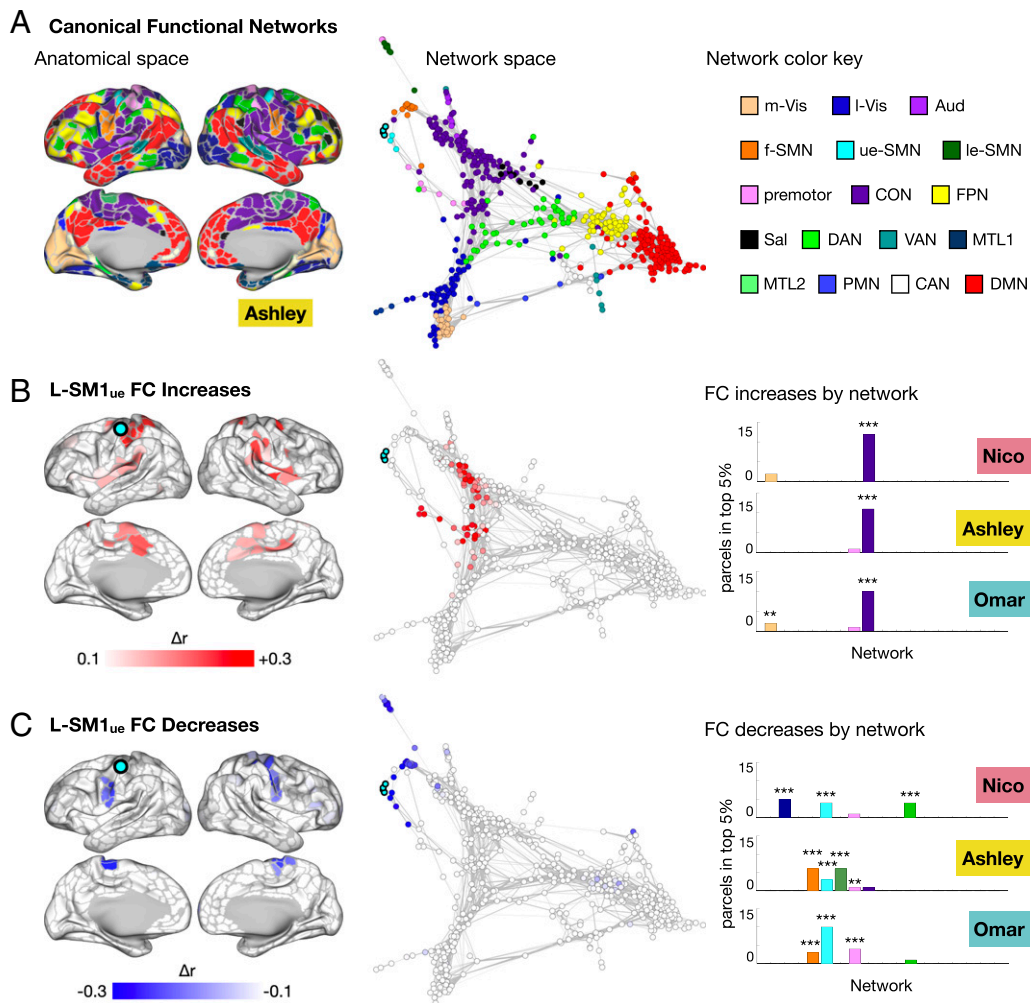 A Canonical Functional Networks
Anatomical space
Network space
Network color key
m-Vis l-Vis Aud
f-SMN ue-SMN le-SMN
premotor CON FPN
Sal DAN VAN MTL1
MTL2 PMN CAN DMN
Ashley
B L-SM1ue FC Increases
FC increases by network
parcels in top 5%
15
0
***
Nico
***
Ashley
15
0
**
***
Omar
Network
Δr
0.1 +0.3
C L-SM1ue FC Decreases
FC decreases by network
parcels in top 5%
15
0
*** *** ***
Nico
*** *** *** **
Ashley
15
0
*** *** ***
Omar
Network
Δr
-0.3 -0.1